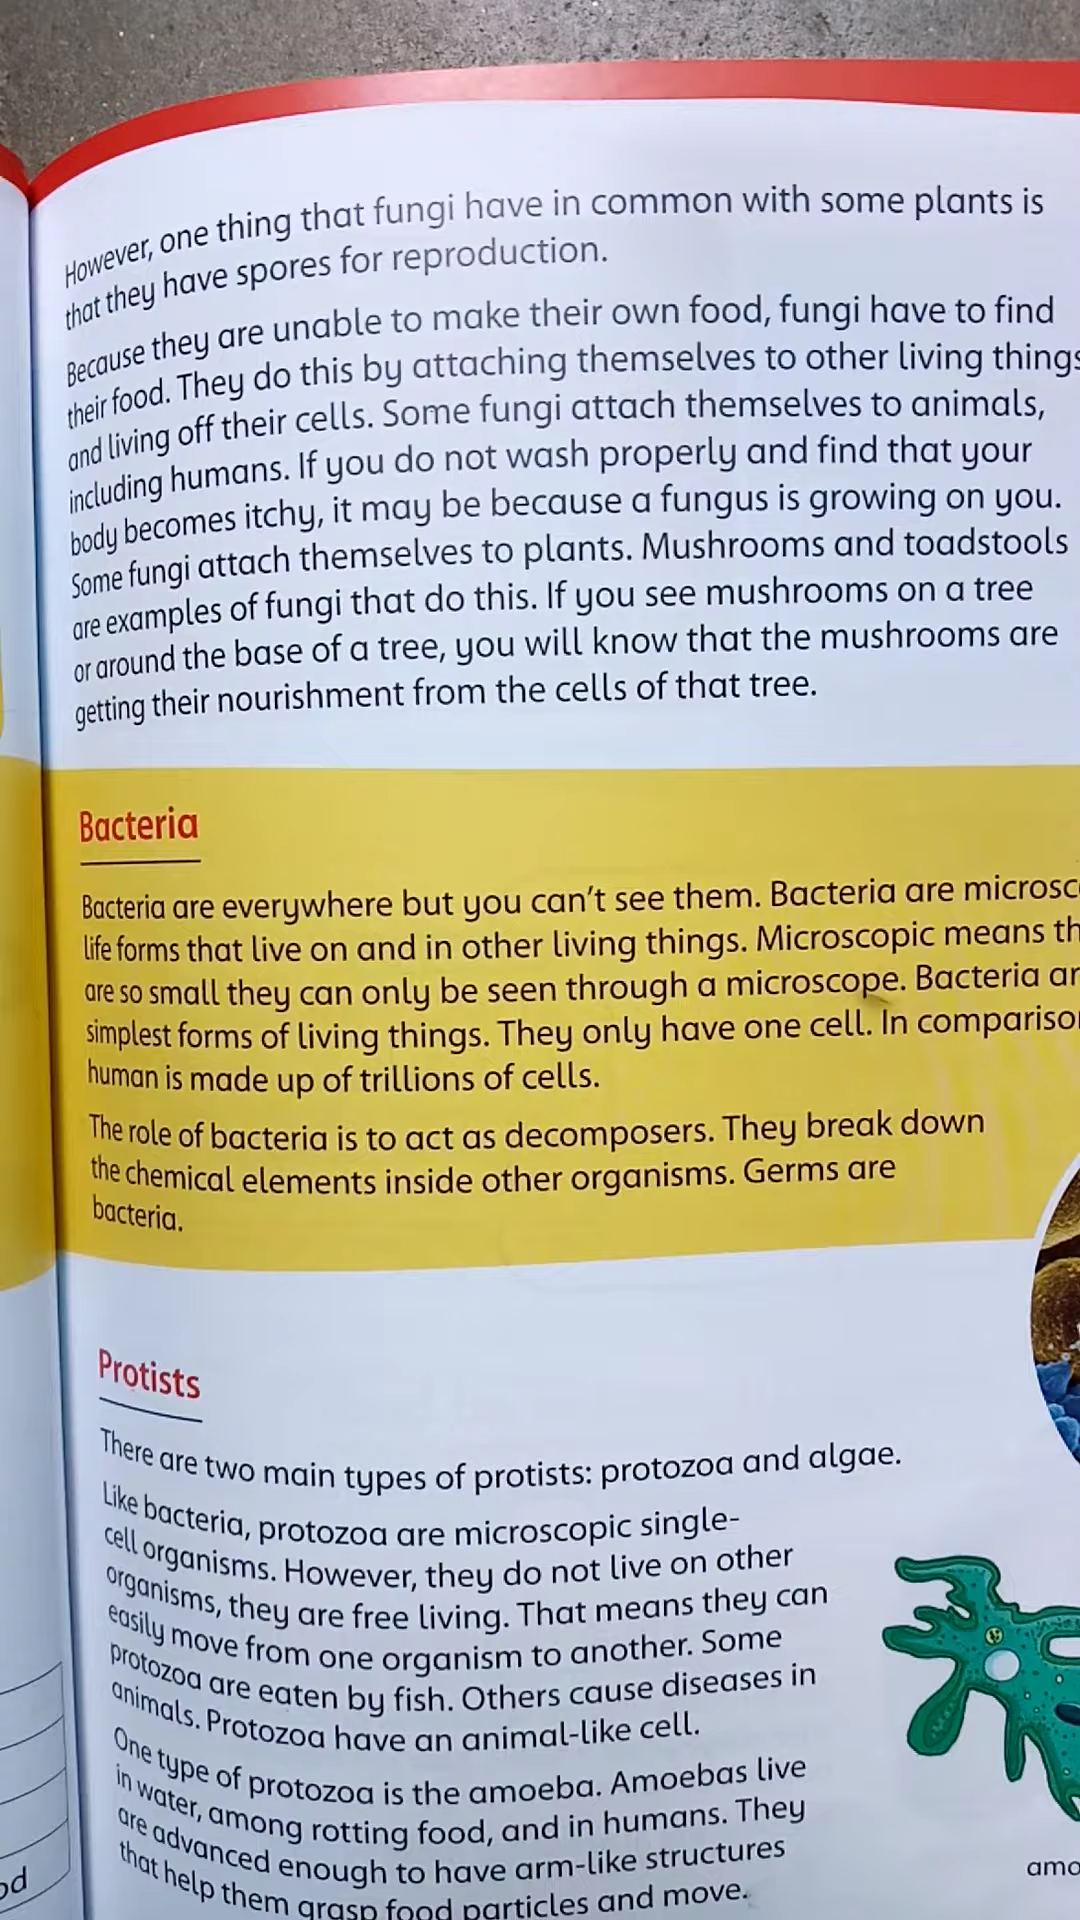 However, one thing that fungi have in common with some plants is
that they have spores for reproduction.
Because they are unable to make their own food, fungi have to find
their food. They do this by attaching themselves to other living things
and living off their cells. Some fungi attach themselves to animals,
including humans. If you do not wash properly and find that your
body becomes itchy, it may be because a fungus is growing on you.
Some fungi attach themselves to plants. Mushrooms and toadstools
are examples of fungi that do this. If you see mushrooms on a tree
or around the base of a tree, you will know that the mushrooms are
getting their nourishment from the cells of that tree.
Bacteria
Bacteria are everywhere but you can't see them. Bacteria are
life forms that live on and in other living things. Microscopic means
are so small they can only be seen through a microscope. Bacteria
simplest forms of living things. They only have one cell. In
human is made up of trillions of cells.
The role of bacteria is to act as decomposers. They break down
the chemical elements inside other organisms. Germs are
bacteria.
Protists
There are two main types of protists: protozoa and algae.
Like bacteria, protozoa are microscopic single-
cell organisms. However, they do not live on other
organisms, they are free living. That means they can
easily move from one organism to another. Some
protozoa are eaten by fish. Others cause diseases in
animals. Protozoa have an animal-like cell.
One type of protozoa is the amoeba. Amoebas live
in water, among rotting food, and in humans. They
are advanced enough to have arm-like structures
that help them grasp food particles and move.